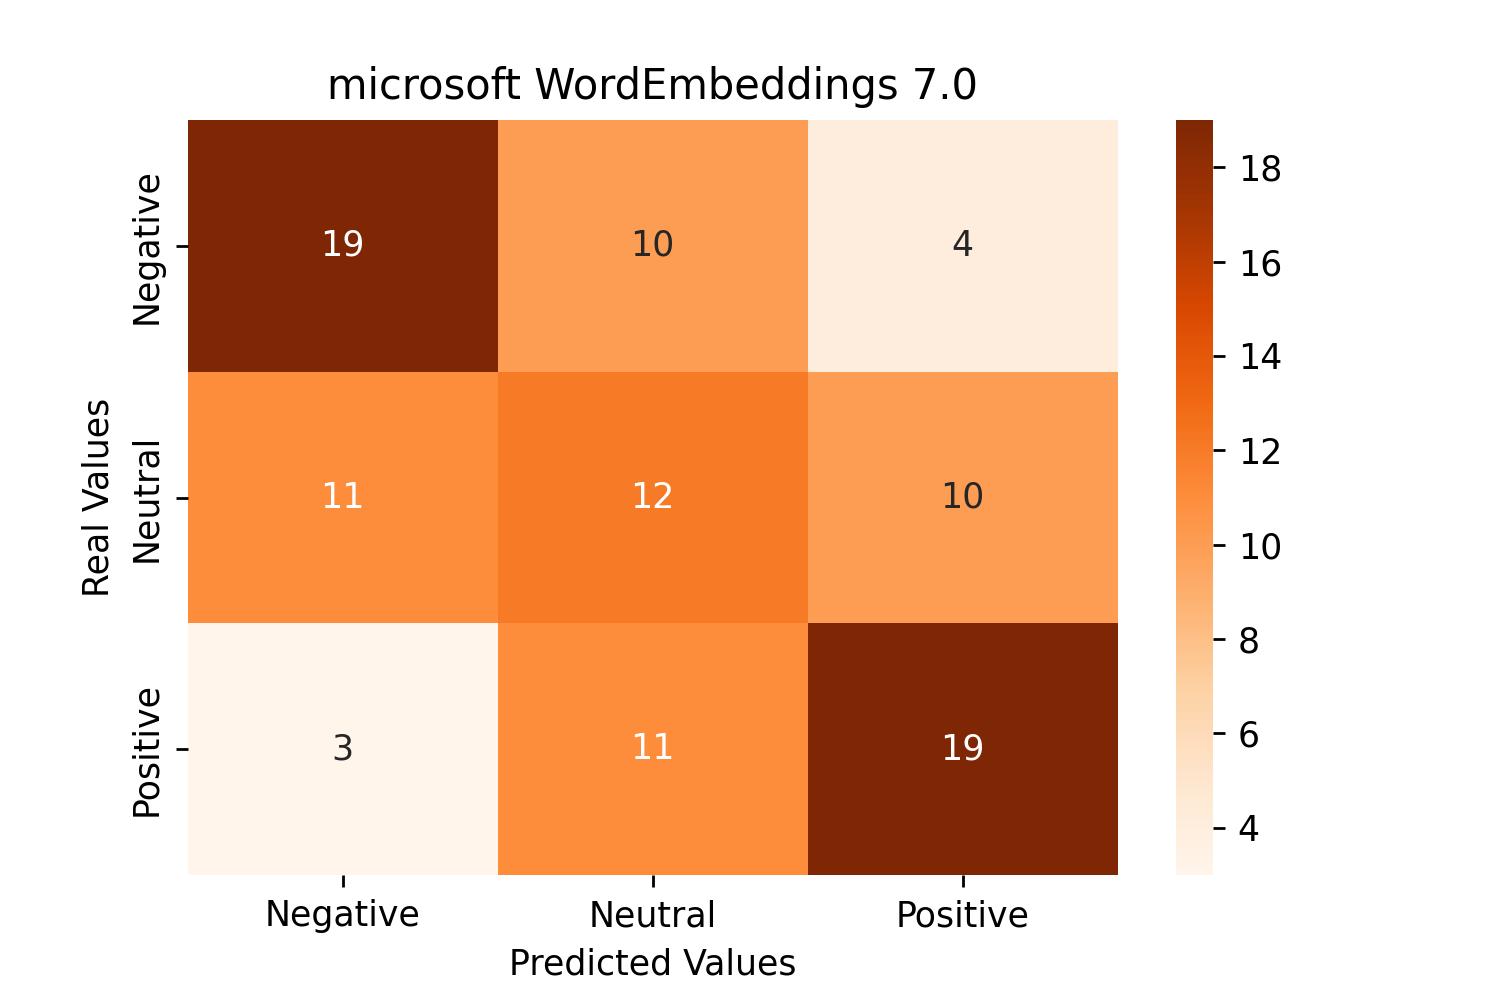 microsoft WordEmbeddings 7.0
Real Values
Negative
19 10 4
Neutral
11 12 10
Positive
3 11 19
Negative Neutral Positive
Predicted Values
18
16
14
12
10
8
6
4